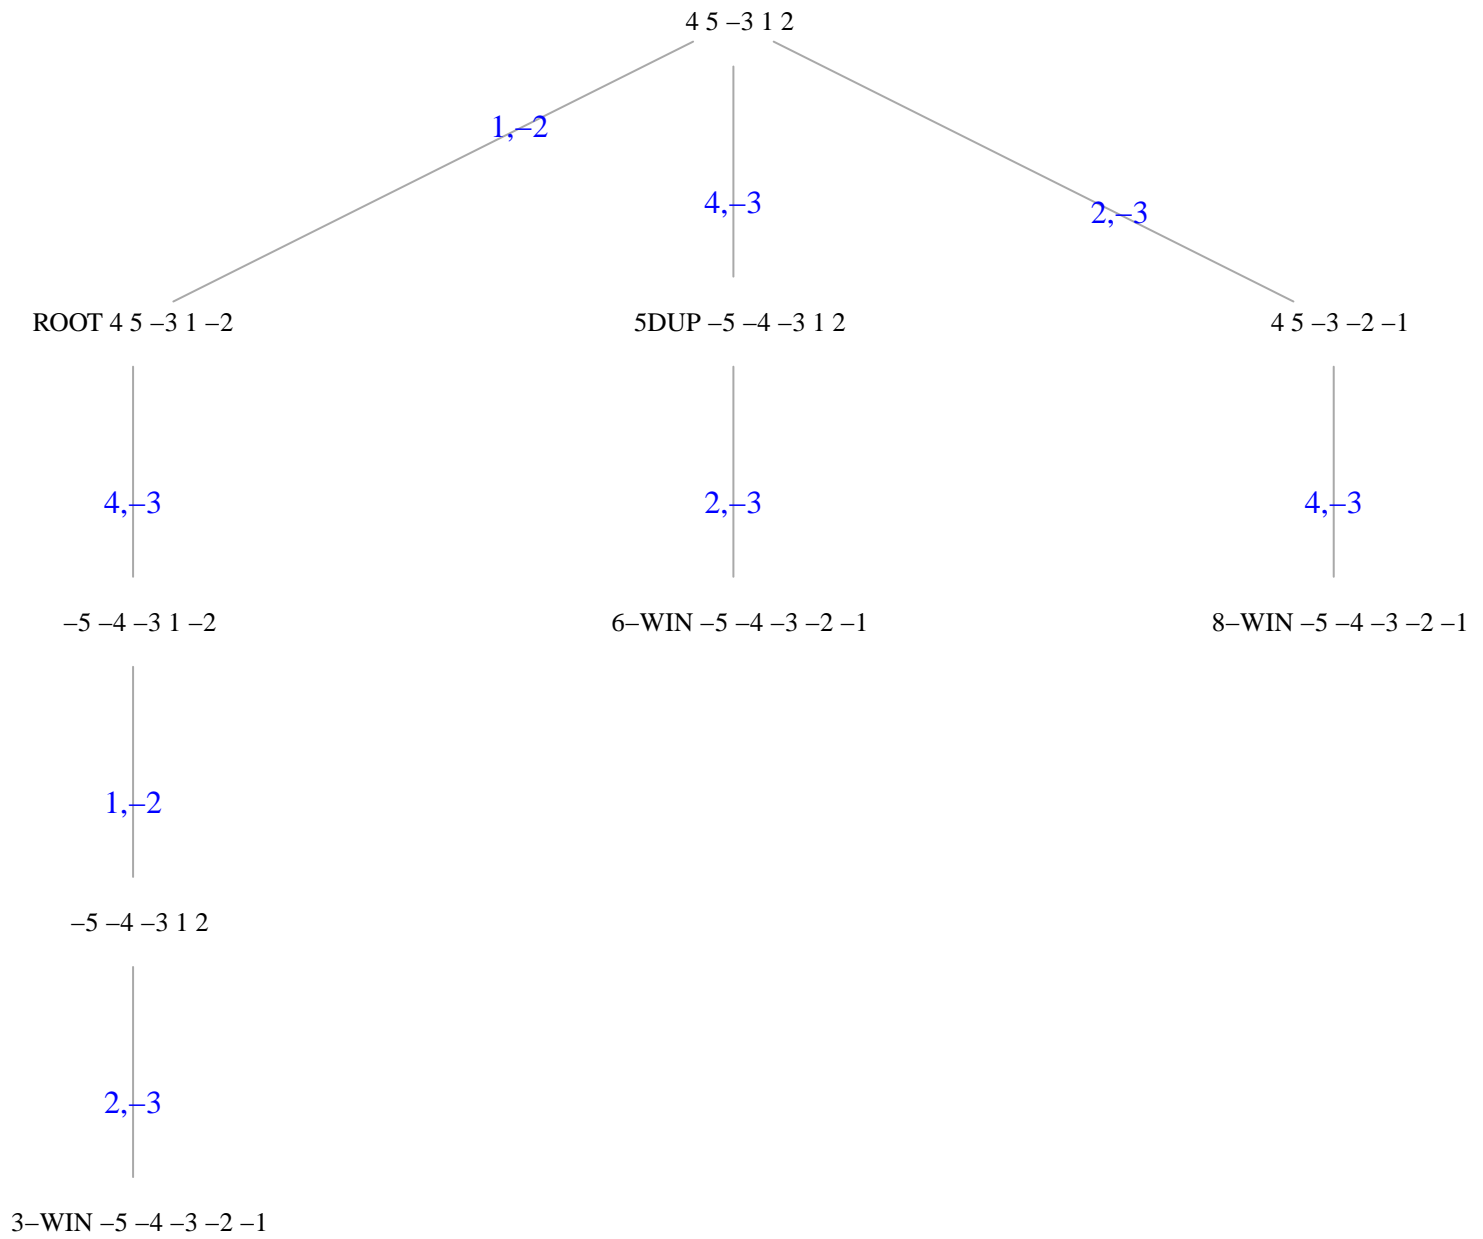 4 5 –3 1 2
1,–2
4,–3
2,–3
ROOT 4 5 –3 1 –2
5DUP –5 –4 –3 1 2
4 5 –3 –2 –1
4,–3
2,–3
4,–3
–5 –4 –3 1 –2
6–WIN –5 –4 –3 –2 –1
8–WIN –5 –4 –3 –2 –1
1,–2
–5 –4 –3 1 2
2,–3
3–WIN –5 –4 –3 –2 –1